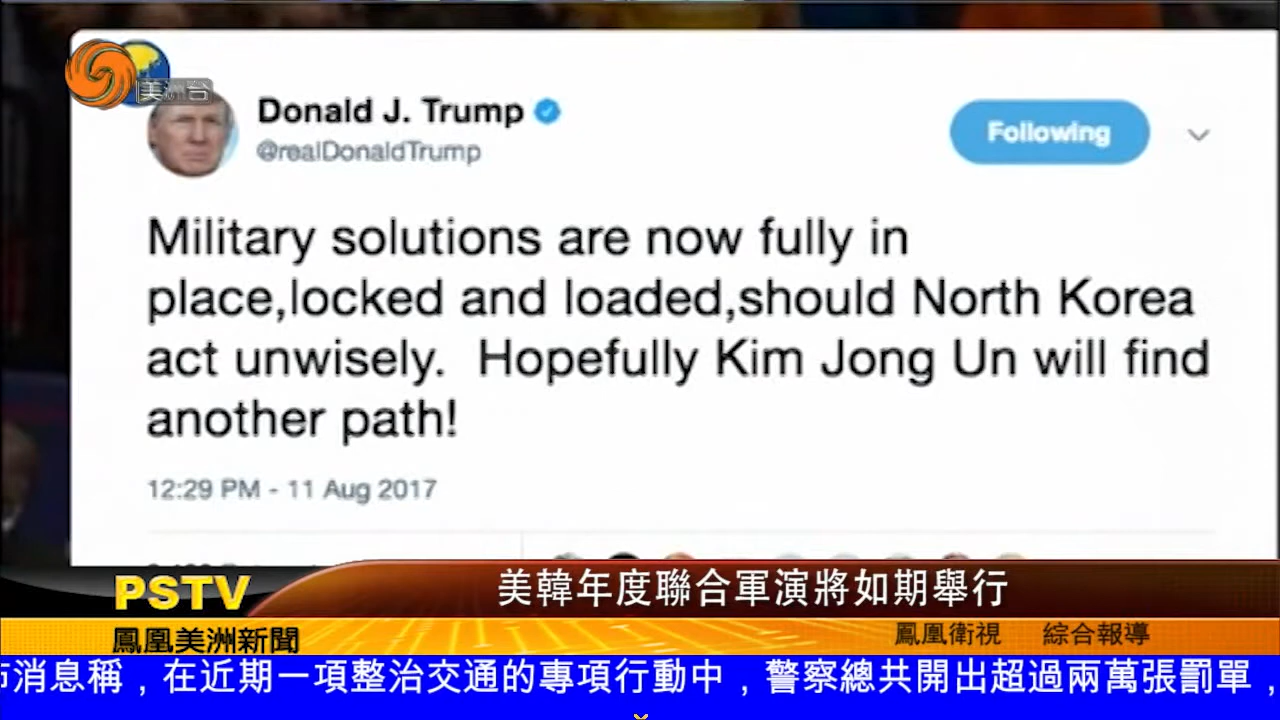 美洲台
Donald J. Trump
@realDonaldTrump
Following
Military solutions are now fully in
place,locked and loaded,should North Korea
act unwisely.  Hopefully Kim Jong Un will find
another path!
12:29 PM - 11 Aug 2017
PSTV
美韓年度聯合軍演將如期舉行
鳳凰美洲新聞
鳳凰衛視 綜合報導
消息稱，在近期一項整治交通的專項行動中，警察總共開出超過兩萬張罰單，